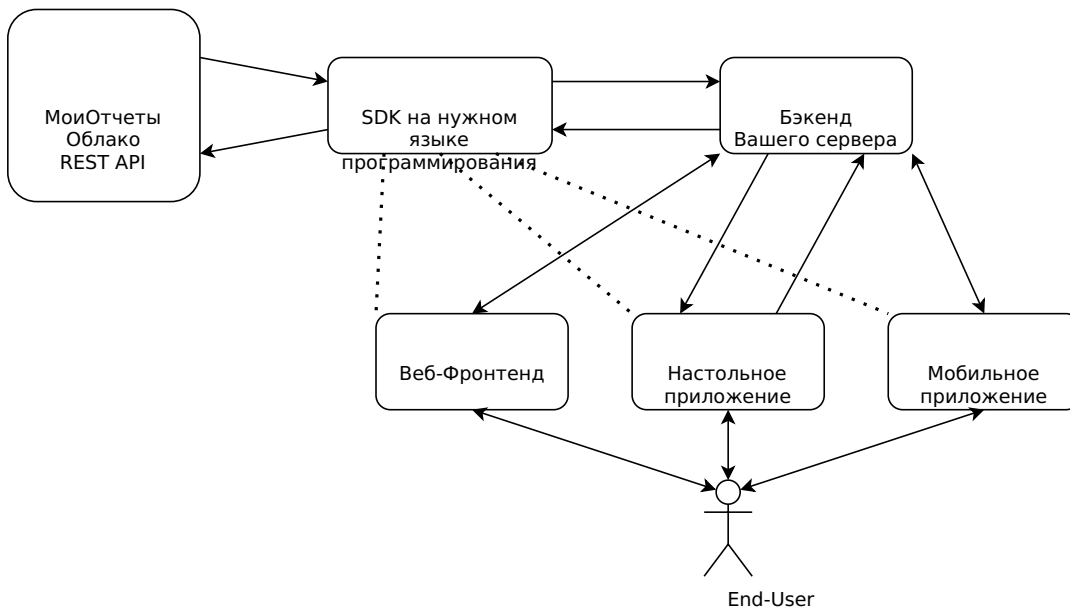 МоиОтчеты
Облако
REST API
SDK на нужном
языке
программирования
Бэкенд
Вашего сервера
Веб-Фронтенд
Настольное
приложение
Мобильное
приложение
End-User